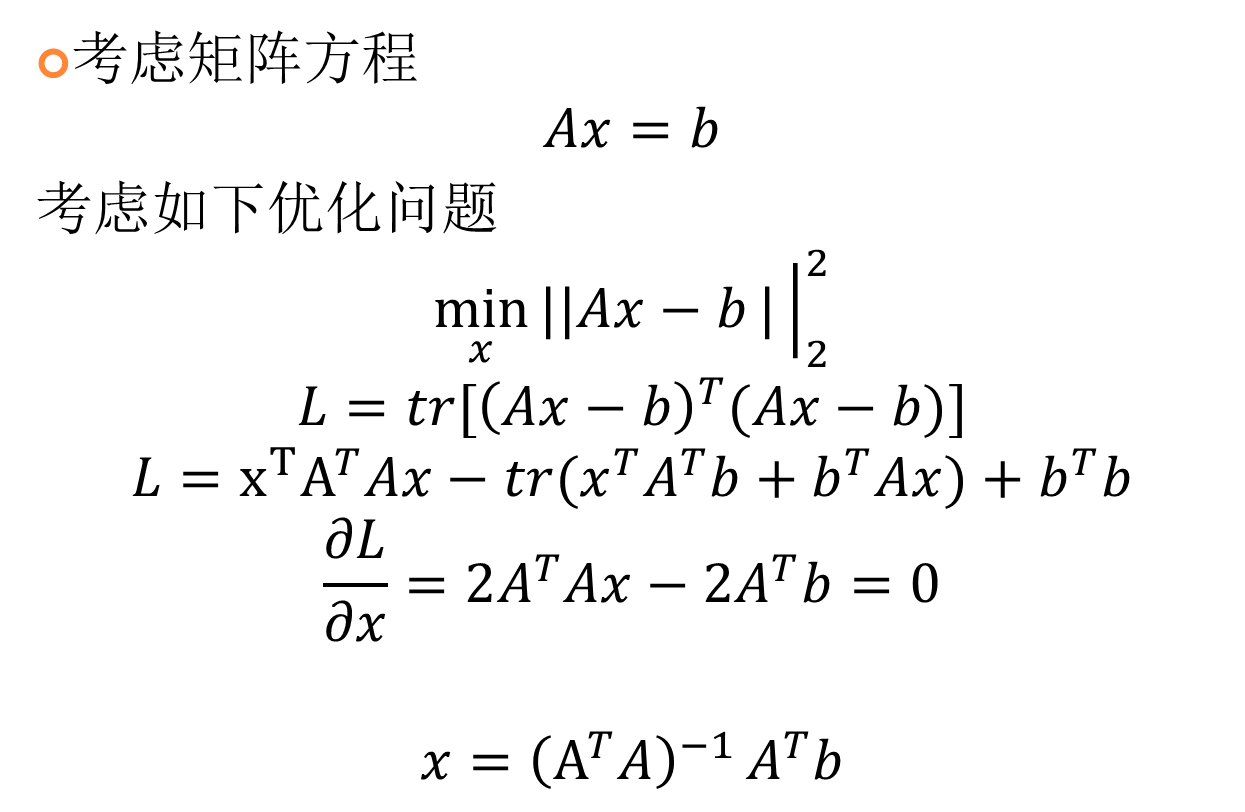 考虑矩阵方程
Ax = b
考虑如下优化问题
min_x ||Ax − b ||_2^2
L = tr[(Ax − b)^T(Ax − b)]
L = x^T A^T Ax − tr(x^T A^T b + b^T Ax) + b^T b
∂L/∂x = 2A^T Ax − 2A^T b = 0
x = (A^T A)^−1 A^T b